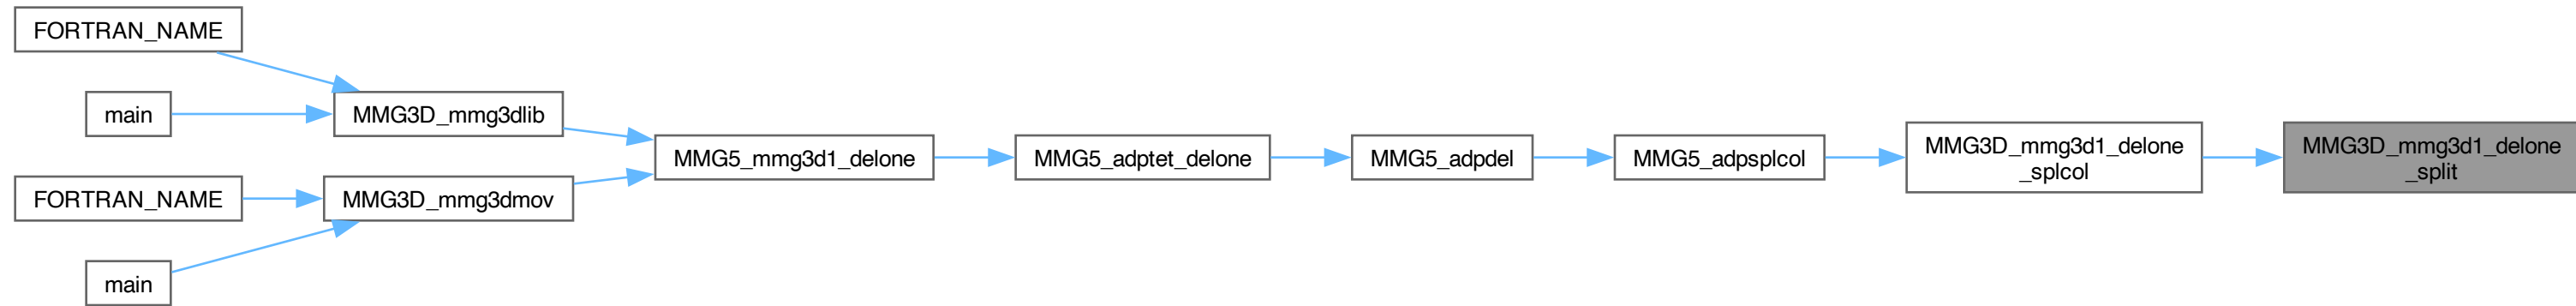 FORTRAN_NAME
main
MMG3D_mmg3dlib
FORTRAN_NAME
MMG3D_mmg3dmov
main
MMG5_mmg3d1_delone
MMG5_adptet_delone
MMG5_adpdel
MMG5_adpsplcol
MMG3D_mmg3d1_delone
_splcol
MMG3D_mmg3d1_delone
_split